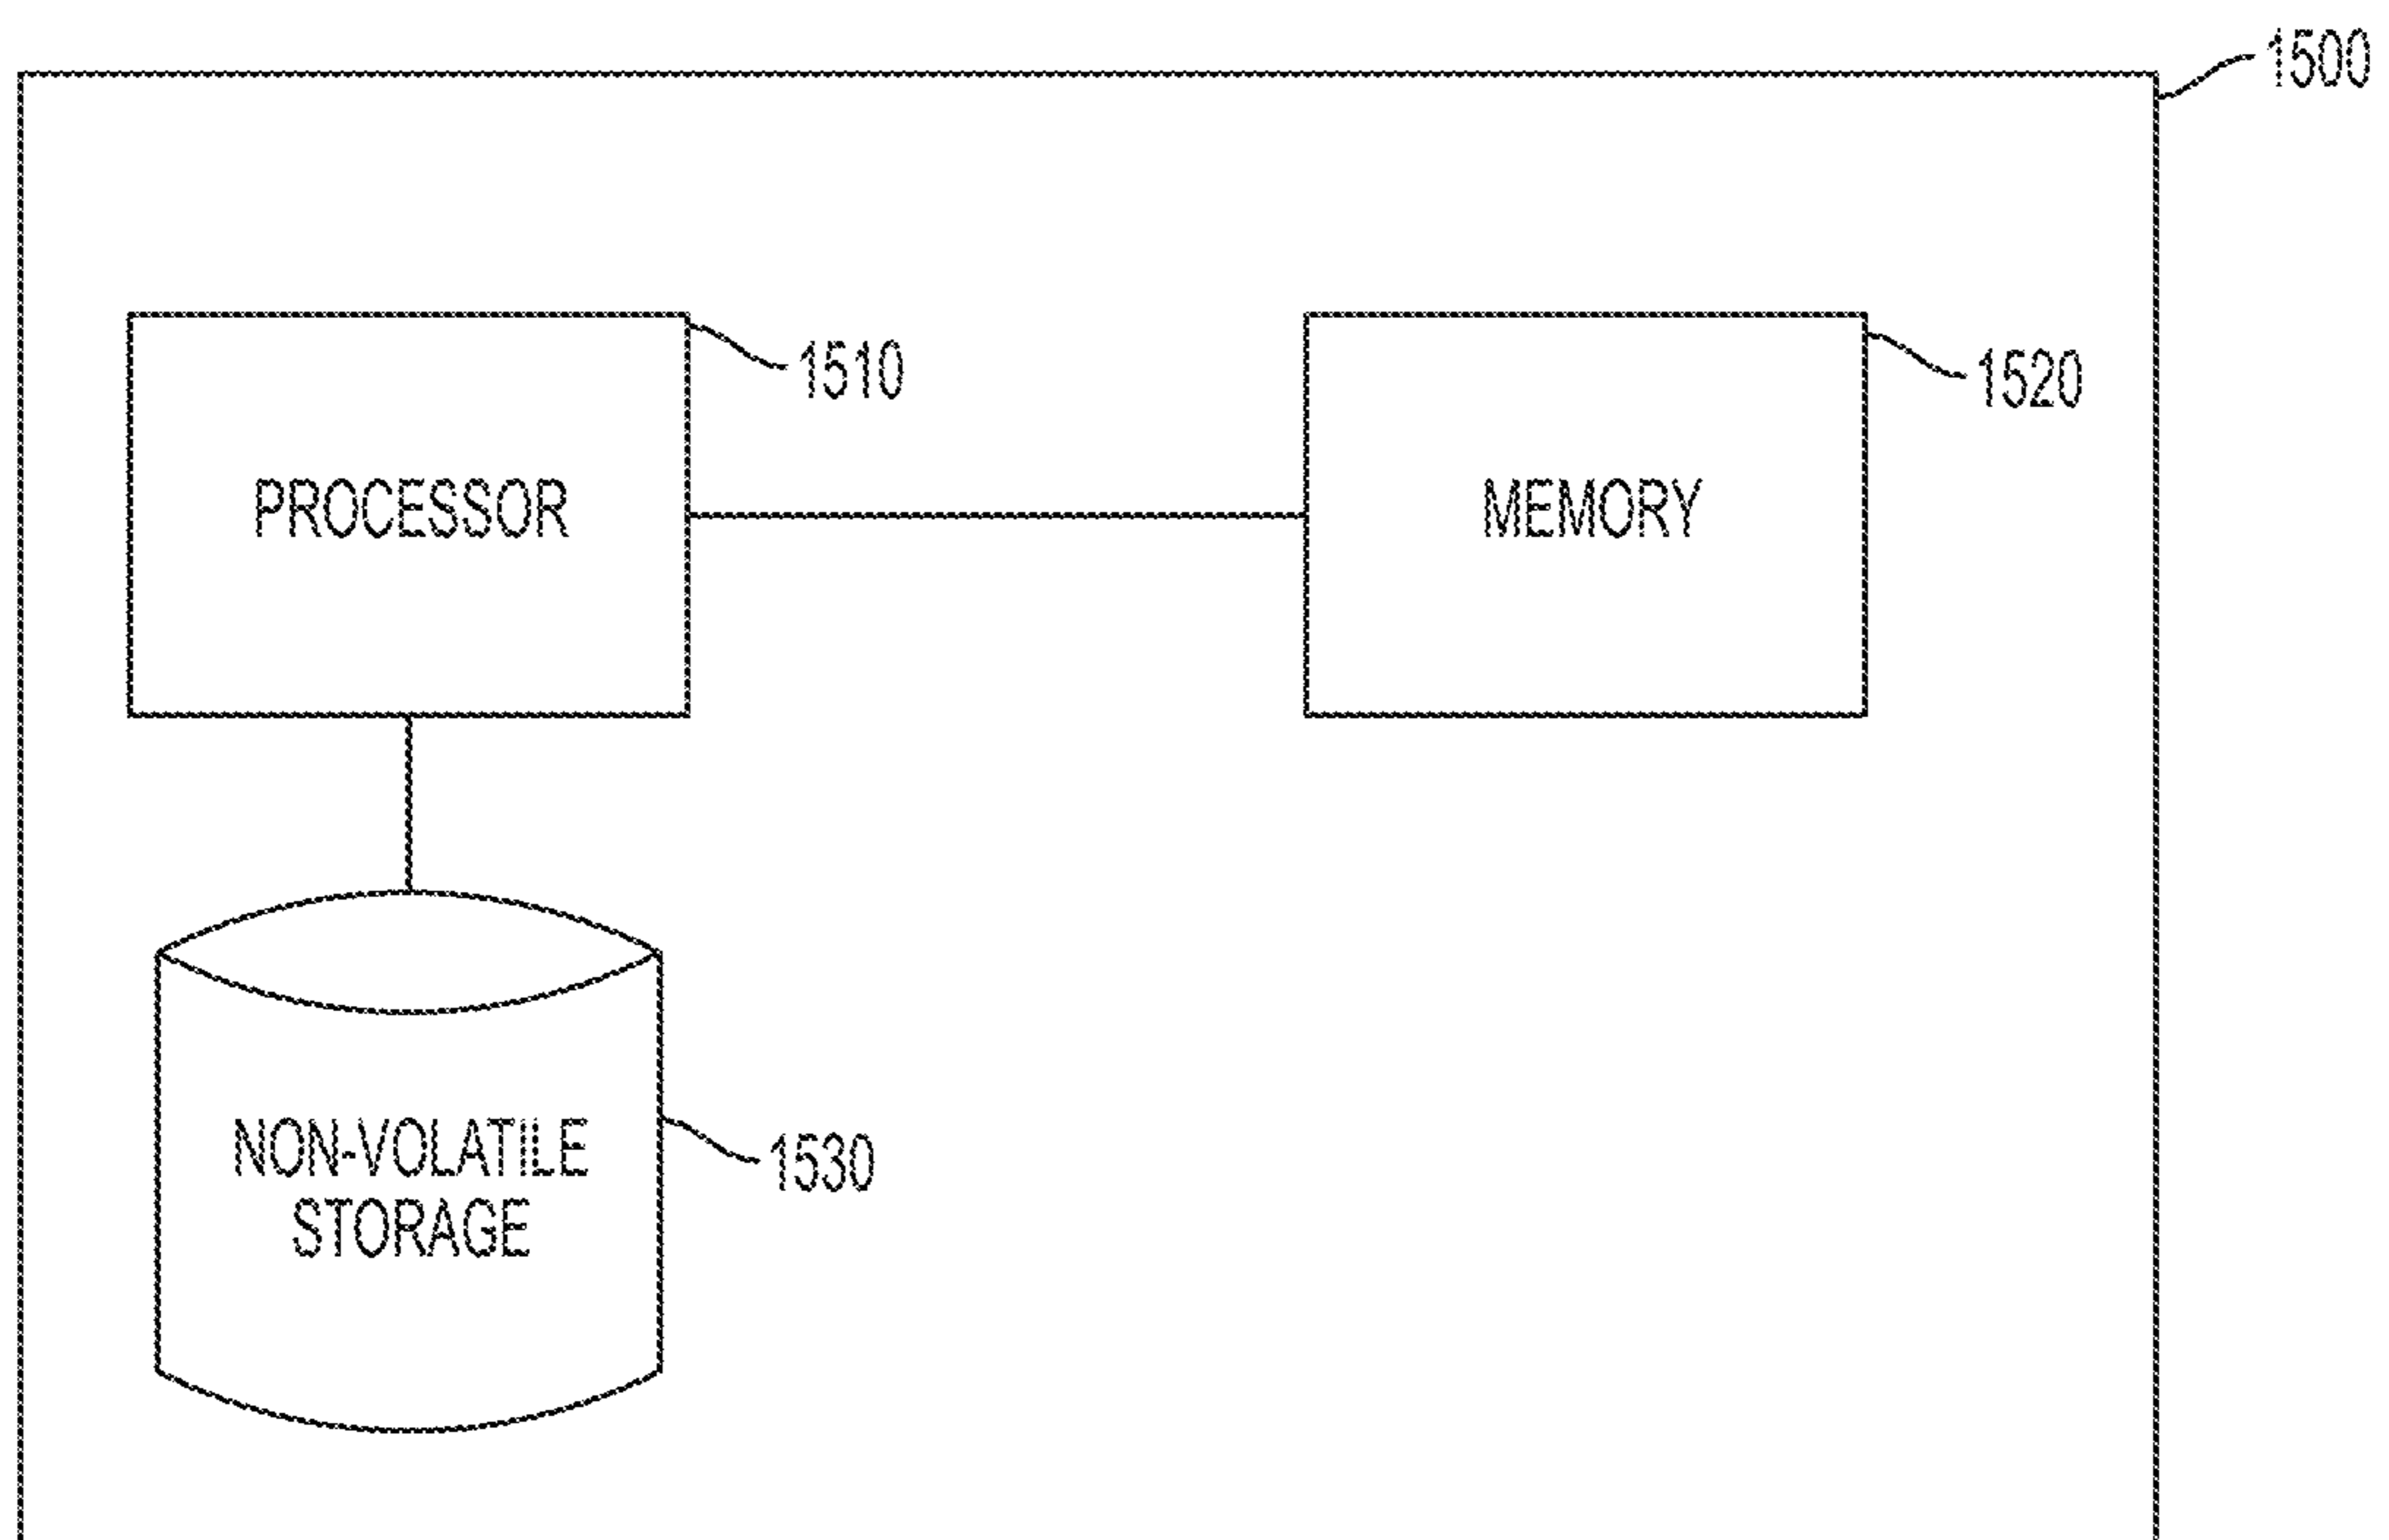 1500
1510
1520
PROCESSOR
MEMORY
NON-VOLATILE
STORAGE
1530